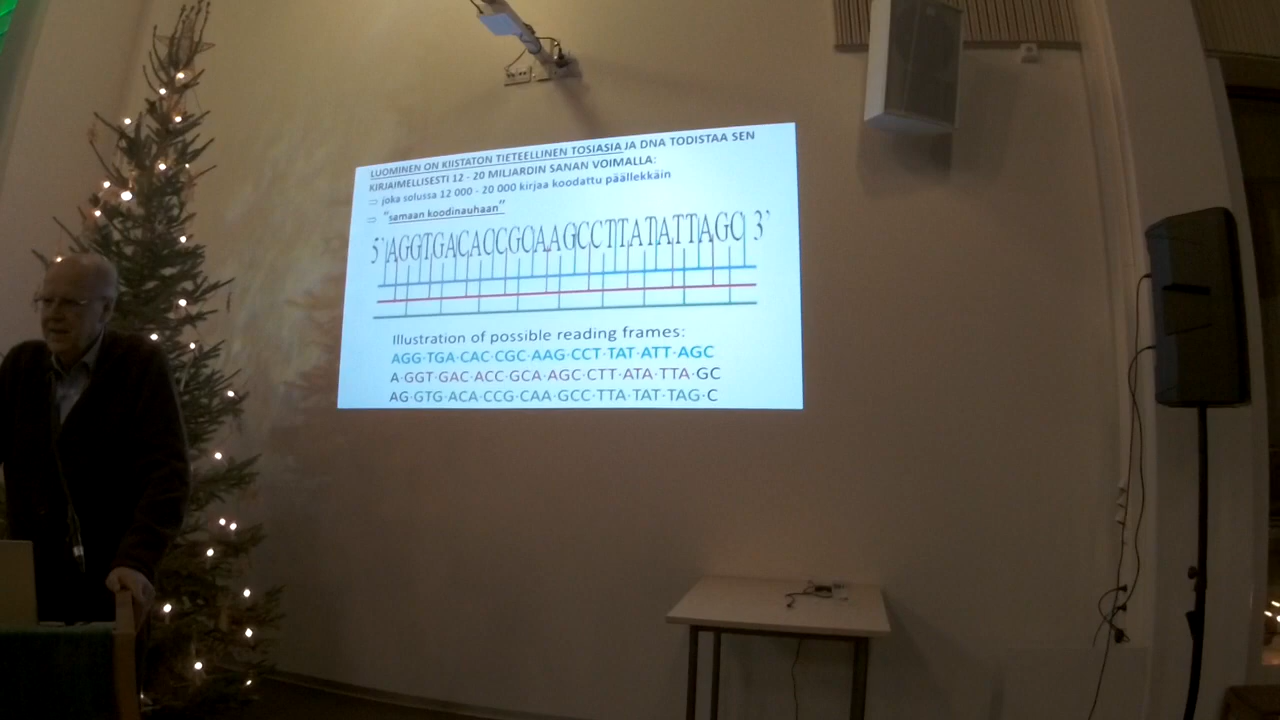 LUOMINEN ON KIISTATON TIETEELLINEN TOSIASIA JA DNA TODISTAA SEN
KIRJAIMELLISESTI 12 - 20 MILJARDIN SANAN VOIMALLA:
⇒ joka solussa 12 000 - 20 000 kirjaa koodattu päällekkäin
⇒ "samaan koodinauhaan"
5`AGGTGACACCGCAAGCCTTATATTAGC 3`
Illustration of possible reading frames:
AGG·TGA·CAC·CGC·AAG·CCT·TAT·ATT·AGC
A·GGT·GAC·ACC·GCA·AGC·CTT·ATA·TTA·GC
AG·GTG·ACA·CCG·CAA·GCC·TTA·TAT·TAG·C